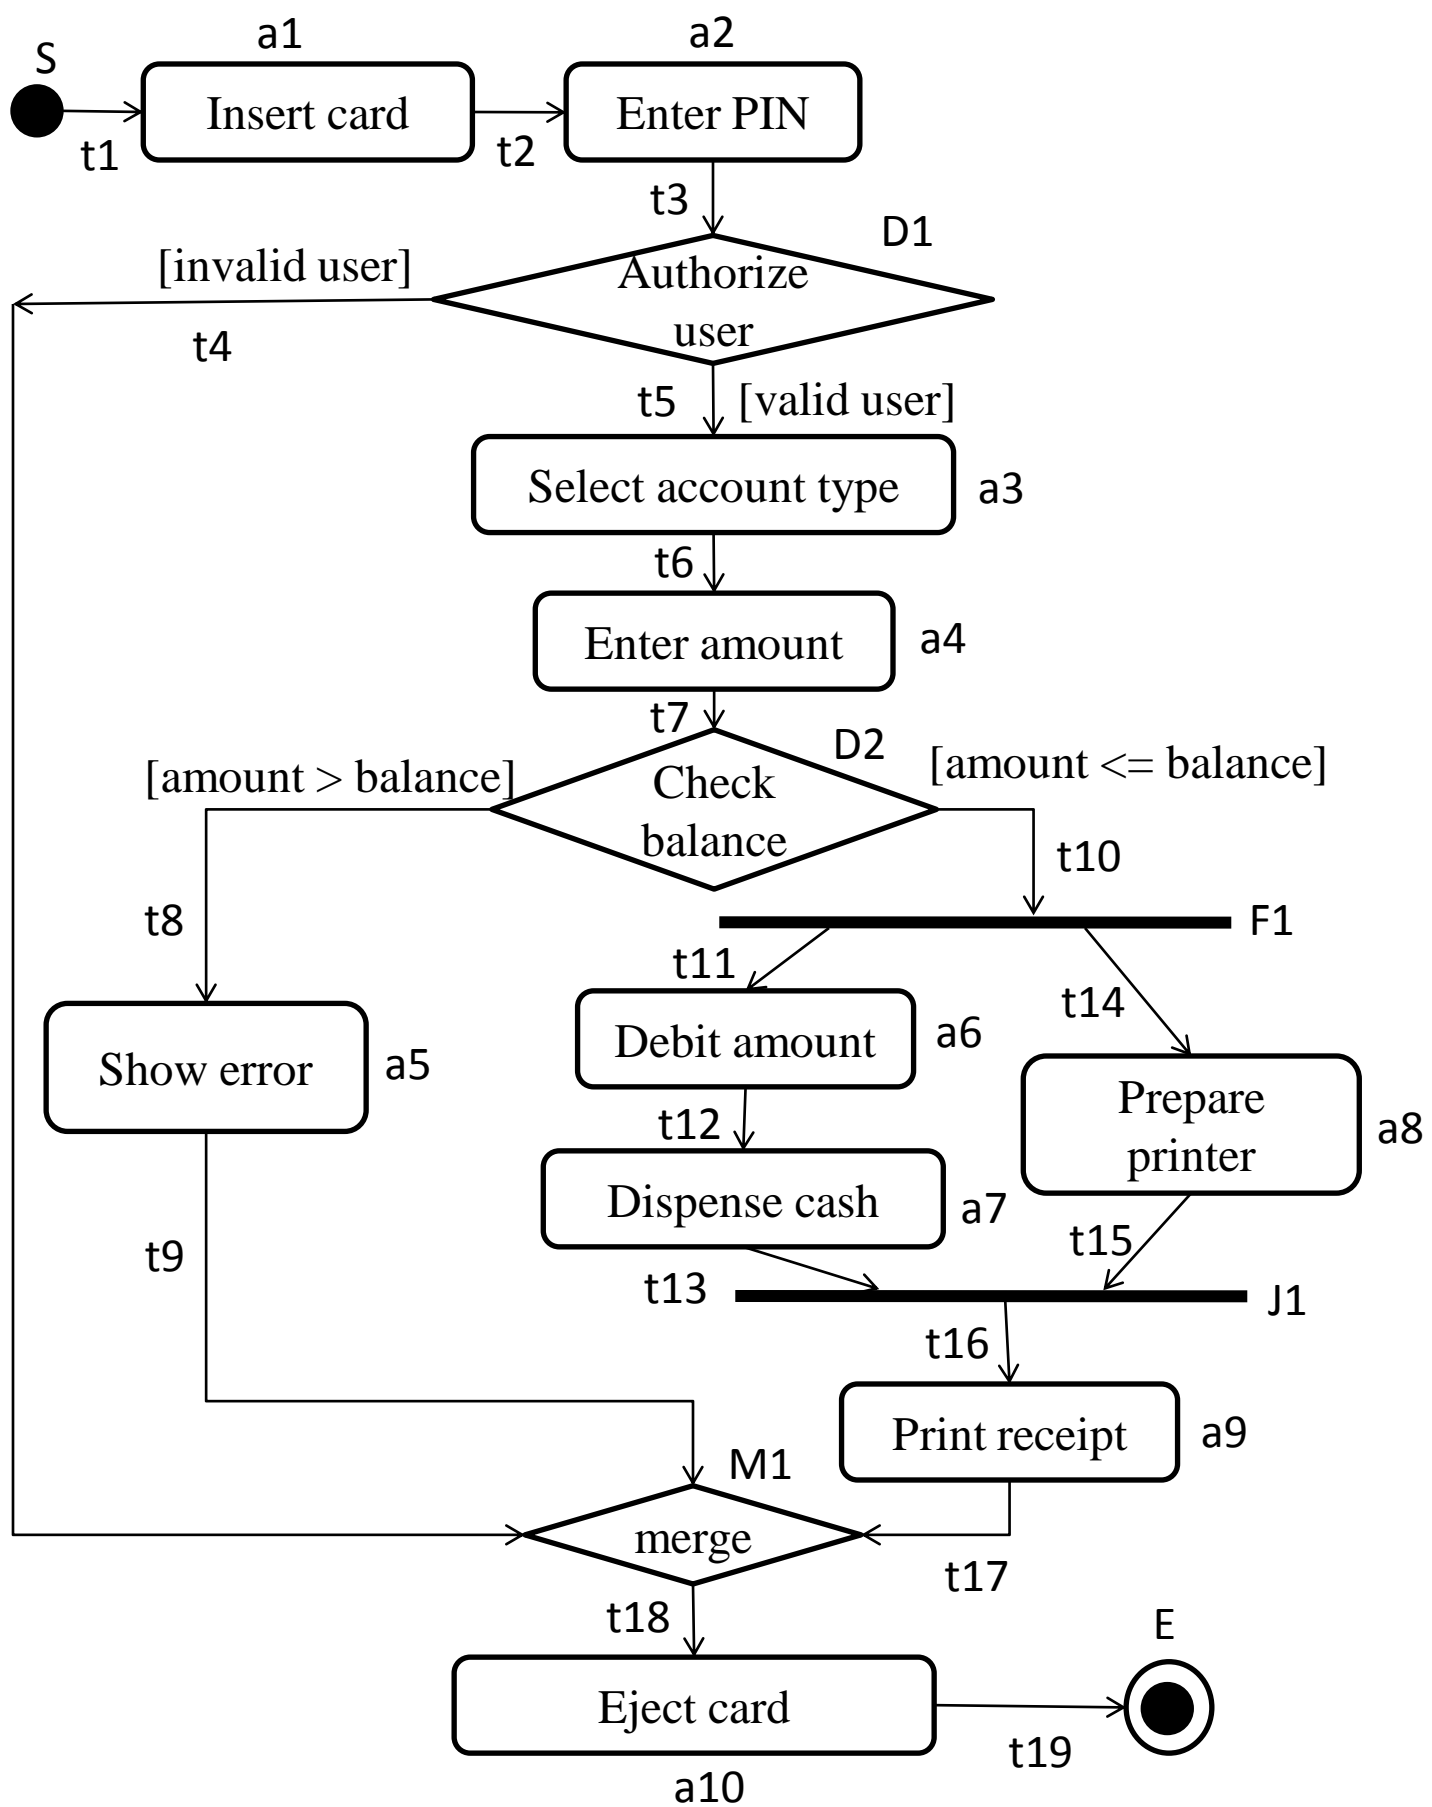 S
a1
a2
Insert card
Enter PIN
t1
t2
t3
D1
[invalid user]
Authorize
user
t4
t5
[valid user]
Select account type
a3
t6
Enter amount
a4
t7
D2
[amount > balance]
[amount <= balance]
Check
balance
t8
t10
F1
t11
t14
Show error
a5
Debit amount
a6
t12
Prepare
printer
a8
Dispense cash
a7
t9
t13
t15
J1
t16
Print receipt
a9
M1
merge
t17
t18
E
Eject card
t19
a10